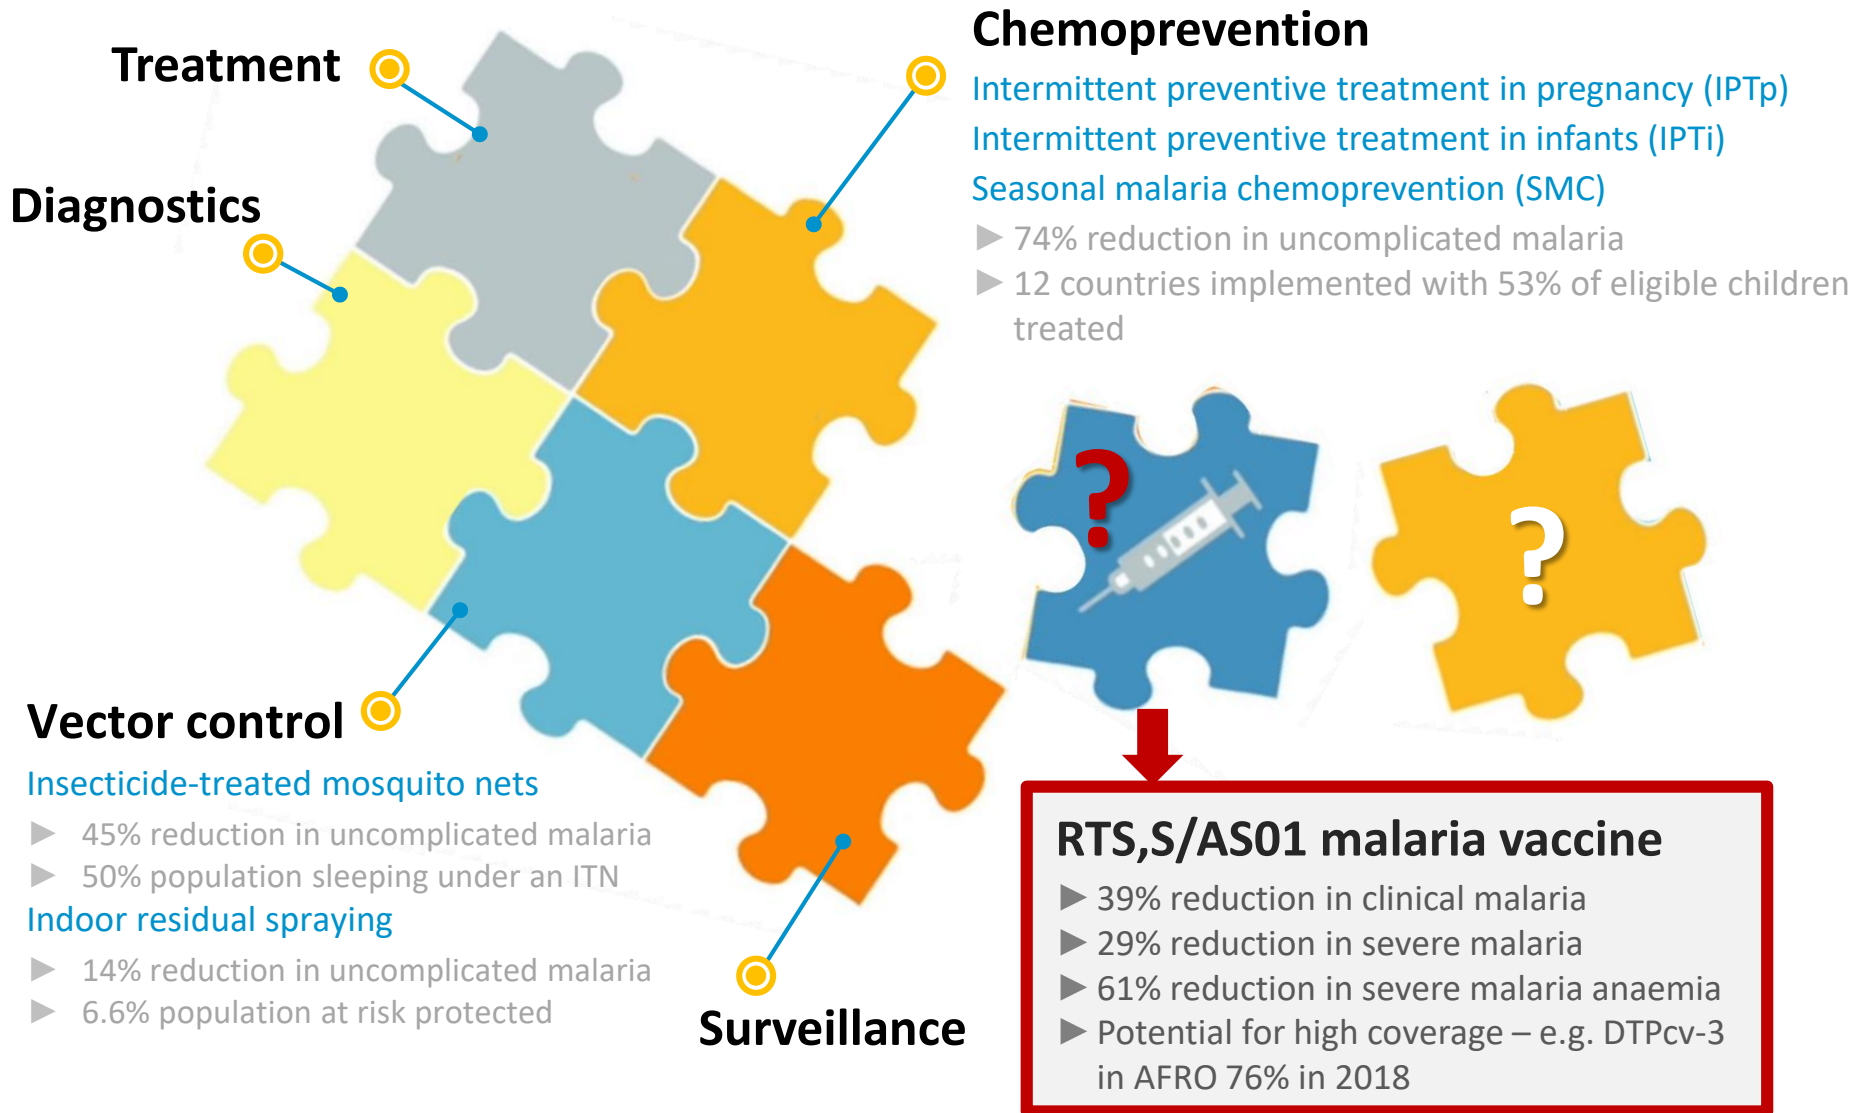 Treatment
Diagnostics
Chemoprevention
Intermittent preventive treatment in pregnancy (IPTp)
Intermittent preventive treatment in infants (IPTi)
Seasonal malaria chemoprevention (SMC)
► 74% reduction in uncomplicated malaria
► 12 countries implemented with 53% of eligible children
treated
?
?
Vector control
Insecticide-treated mosquito nets
► 45% reduction in uncomplicated malaria
► 50% population sleeping under an ITN
Indoor residual spraying
► 14% reduction in uncomplicated malaria
► 6.6% population at risk protected
Surveillance
RTS,S/AS01 malaria vaccine
► 39% reduction in clinical malaria
► 29% reduction in severe malaria
► 61% reduction in severe malaria anaemia
► Potential for high coverage – e.g. DTPcv-3
in AFRO 76% in 2018